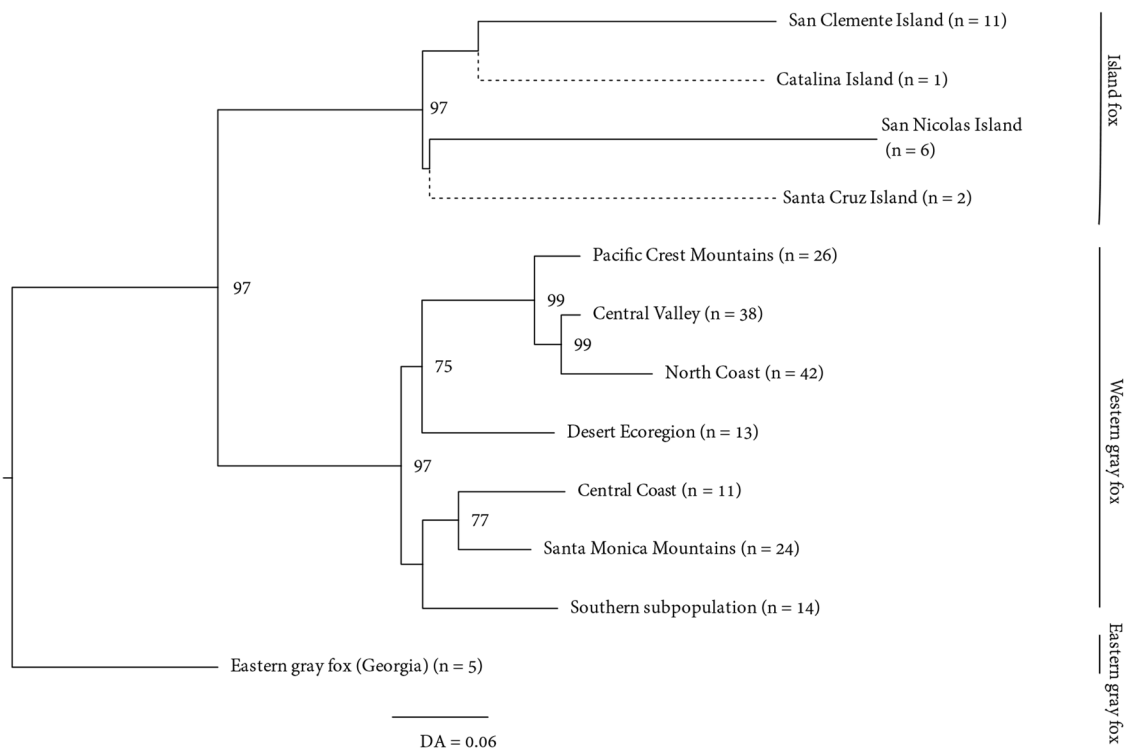 San Clemente Island (n = 11)
Catalina Island (n = 1)
97
San Nicolas Island
(n = 6)
Santa Cruz Island (n = 2)
Island fox
Pacific Crest Mountains (n = 26)
97
99
Central Valley (n = 38)
99
North Coast (n = 42)
75
Desert Ecoregion (n = 13)
97
Central Coast (n = 11)
77
Santa Monica Mountains (n = 24)
Southern subpopulation (n = 14)
Western gray fox
Eastern gray fox (Georgia) (n = 5)
Eastern gray fox
DA = 0.06